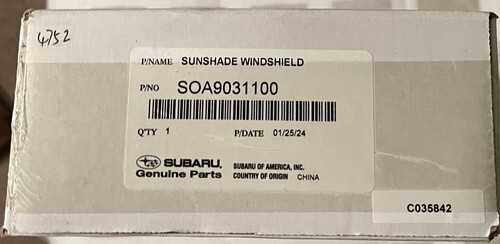 4752
P/NAME SUNSHADE WINDSHIELD
P/NO SOA9031100
Q'TY 1 P/DATE 01/25/24
SUBARU. SUBARU OF AMERICA, INC.
Genuine Parts COUNTRY OF ORIGIN CHINA
C035842